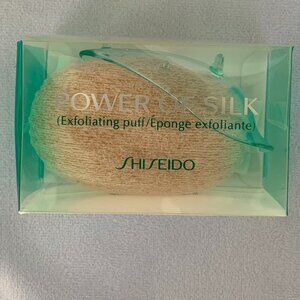 POWER OF SILK
(Exfoliating puff/Éponge exfoliante)
SHISEIDO